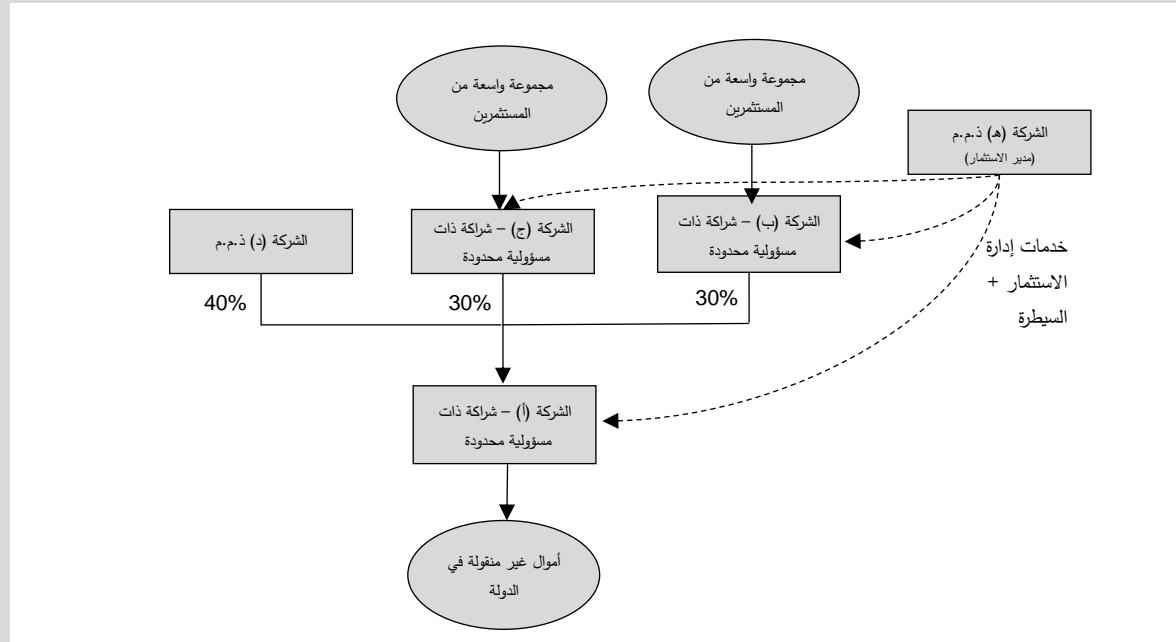 مجموعة واسعة من
المستثمرين
مجموعة واسعة من
المستثمرين
الشركة (ه) ذ.م.م
(مدير الاستثمار)
الشركة (ب) – شراكة ذات
مسؤولية محدودة
الشركة (ج) – شراكة ذات
مسؤولية محدودة
الشركة (د) ذ.م.م
خدمات إدارة
الاستثمار +
السيطرة
30%
30%
40%
الشركة (أ) – شراكة ذات
مسؤولية محدودة
أموال غير منقولة في
الدولة